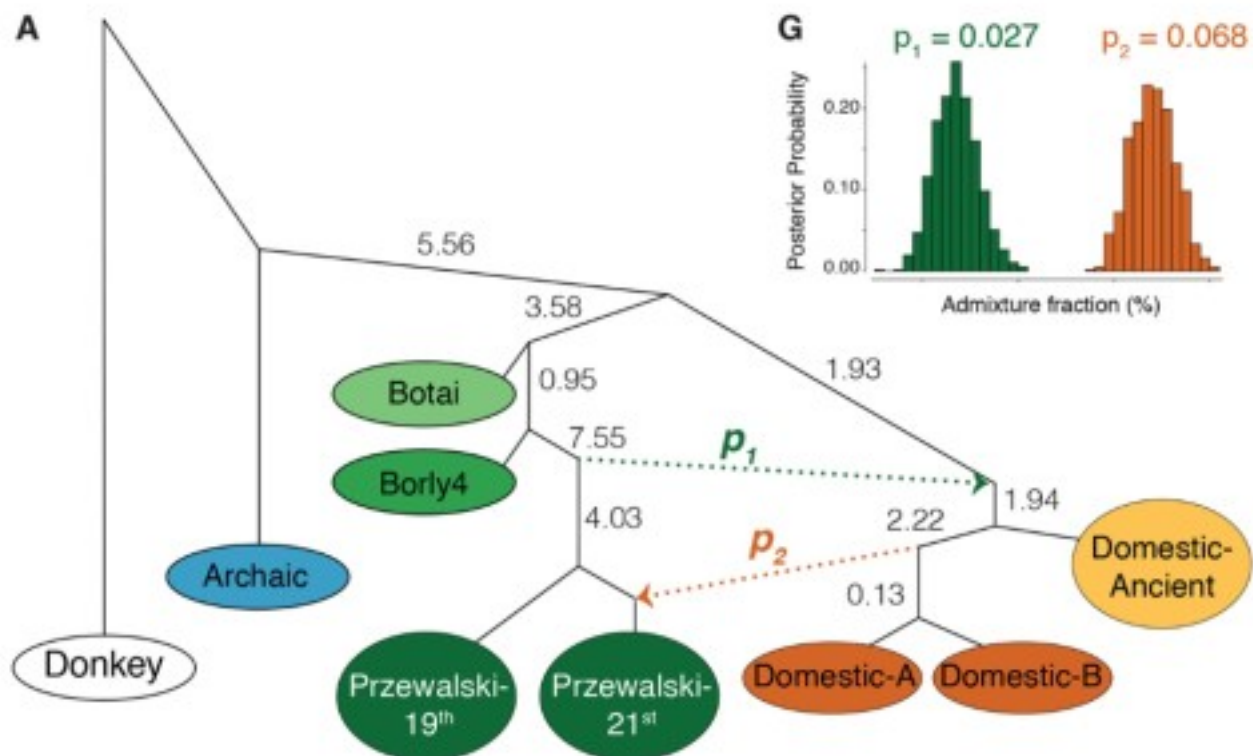 A
G
p₁ = 0.027
p₂ = 0.068
Posterior Probability
0.20
0.10
0.00
Admixture fraction (%)
5.56
3.58
1.93
Botai
0.95
7.55
p₁
Borly4
1.94
4.03
2.22
p₂
Domestic-
Ancient
Archaic
0.13
Donkey
Przewalski-
19th
Przewalski-
21st
Domestic-A
Domestic-B